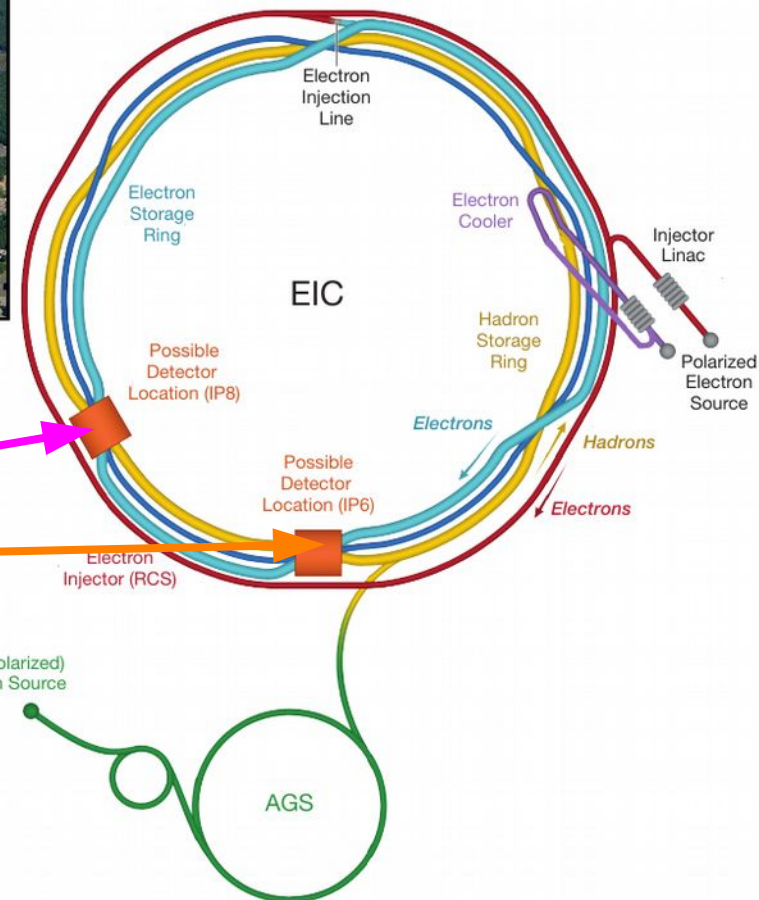 Electron
Injection
Line
Electron
Storage
Ring
Electron
Cooler
Injector
Linac
EIC
Hadron
Storage
Ring
Possible
Detector
Location (IP8)
Polarized
Electron
Source
Electrons
Hadrons
Possible
Detector
Location (IP6)
Electrons
Electron
Injector (RCS)
olarized)
Source
AGS